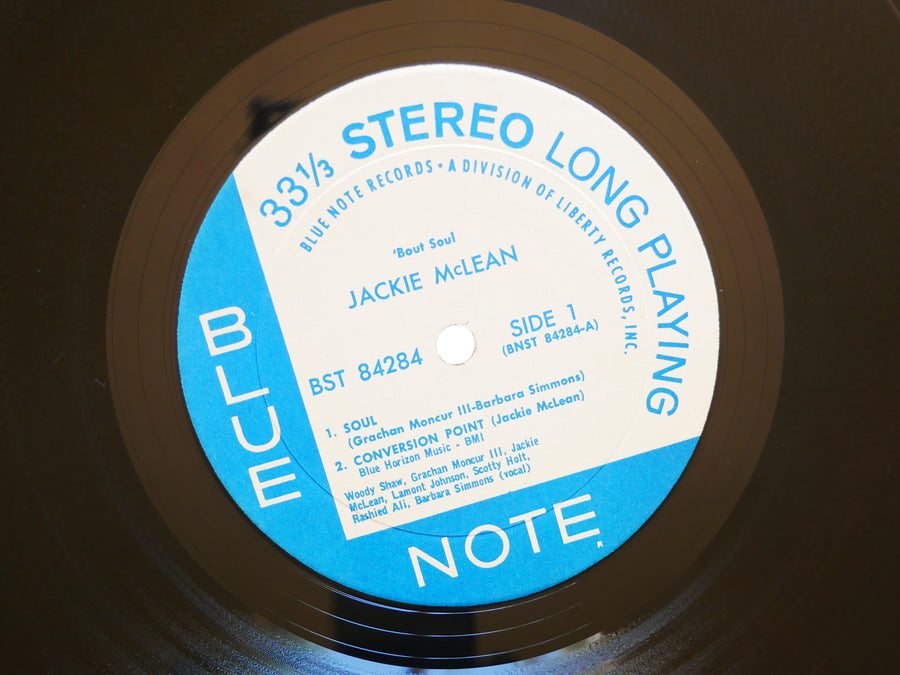 33⅓ STEREO LONG PLAYING
BLUE NOTE RECORDS • A DIVISION OF LIBERTY RECORDS, INC.
'Bout Soul
JACKIE McLEAN
SIDE 1
BST 84284
(BNST 84284-A)
1. SOUL
(Grachan Moncur III-Barbara Simmons)
2. CONVERSION POINT (Jackie McLean)
Blue Horizon Music - BMI
Woody Shaw, Grachan Moncur III, Jackie
McLean, Lamont Johnson, Scotty Holt,
Rashied Ali, Barbara Simmons (vocal)
BLUE
NOTE
R